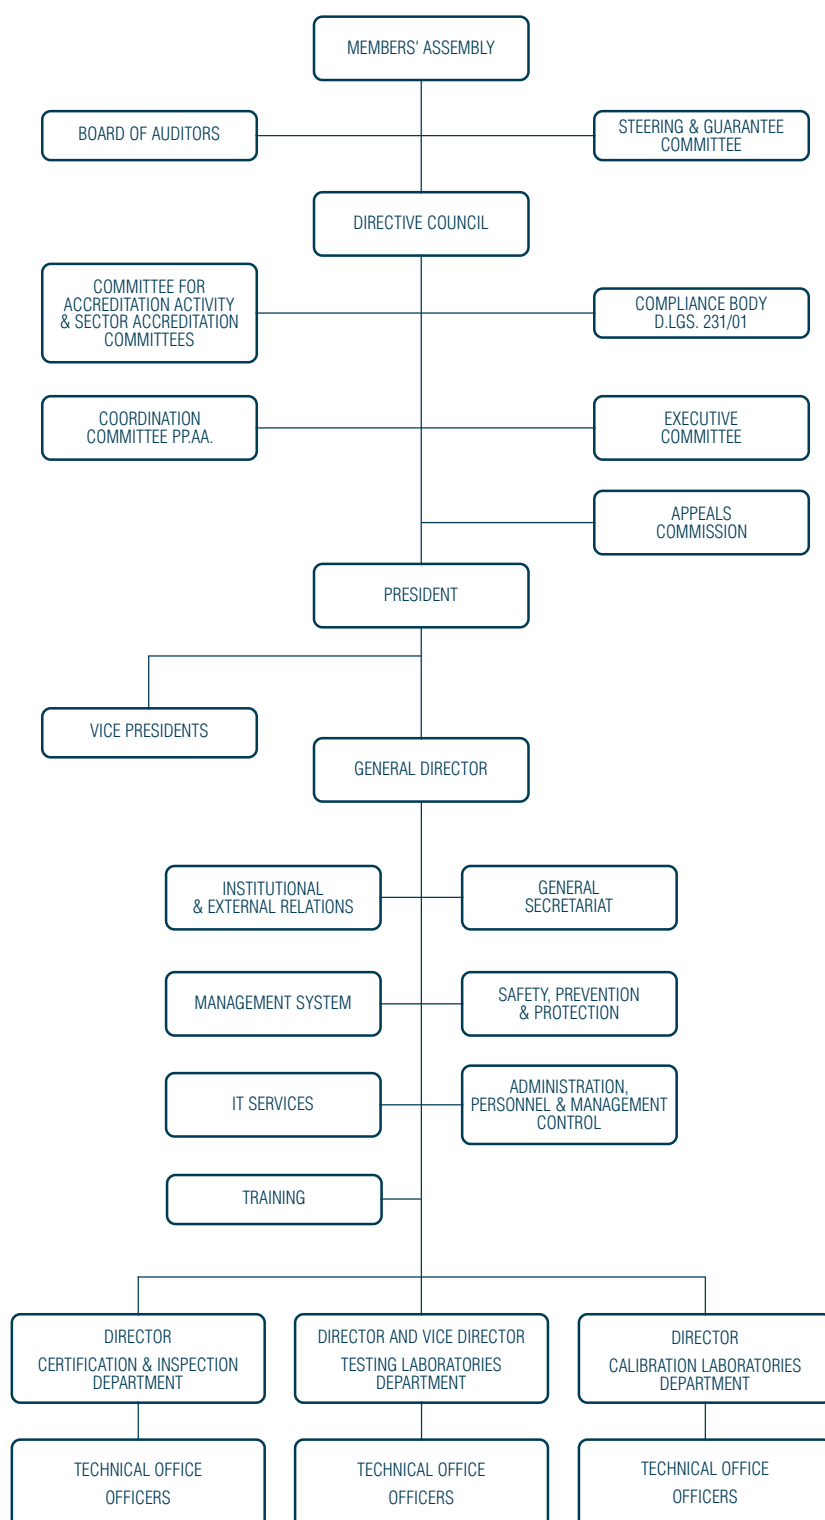 MEMBERS' ASSEMBLY
BOARD OF AUDITORS
STEERING & GUARANTEE
COMMITTEE
DIRECTIVE COUNCIL
COMMITTEE FOR
ACCREDITATION ACTIVITY
& SECTOR ACCREDITATION
COMMITTEES
COMPLIANCE BODY
D.LGS. 231/01
COORDINATION
COMMITTEE PP.AA.
EXECUTIVE
COMMITTEE
APPEALS
COMMISSION
PRESIDENT
VICE PRESIDENTS
GENERAL DIRECTOR
INSTITUTIONAL
& EXTERNAL RELATIONS
GENERAL
SECRETARIAT
MANAGEMENT SYSTEM
SAFETY, PREVENTION
& PROTECTION
IT SERVICES
ADMINISTRATION,
PERSONNEL & MANAGEMENT
CONTROL
TRAINING
DIRECTOR
CERTIFICATION & INSPECTION
DEPARTMENT
DIRECTOR AND VICE DIRECTOR
TESTING LABORATORIES
DEPARTMENT
DIRECTOR
CALIBRATION LABORATORIES
DEPARTMENT
TECHNICAL OFFICE
OFFICERS
TECHNICAL OFFICE
OFFICERS
TECHNICAL OFFICE
OFFICERS